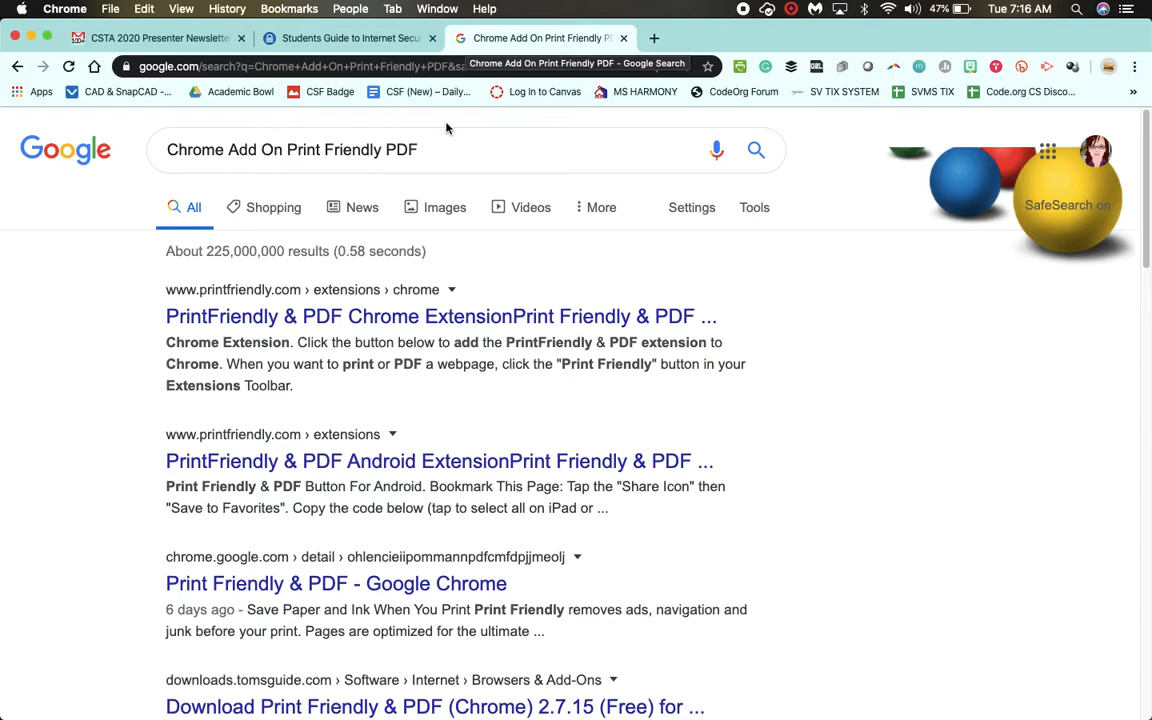 Chrome File Edit View History Bookmarks People Tab Window Help 47% Tue 7:16 AM
CSTA 2020 Presenter Newslette Students Guide to Internet Secu Chrome Add On Print Friendly P
google.com/search?q=Chrome+Add+On+Print+Friendly+PDF&sa Chrome Add On Print Friendly PDF - Google Search
Apps CAD & SnapCAD -... Academic Bowl CSF Badge CSF (New) – Daily... Log In to Canvas MS HARMONY CodeOrg Forum SV TIX SYSTEM SVMS TIX Code.org CS Disco... »
Google Chrome Add On Print Friendly PDF
All Shopping News Images Videos More Settings Tools SafeSearch on
About 225,000,000 results (0.58 seconds)
www.printfriendly.com › extensions › chrome
PrintFriendly & PDF Chrome ExtensionPrint Friendly & PDF ...
Chrome Extension. Click the button below to add the PrintFriendly & PDF extension to
Chrome. When you want to print or PDF a webpage, click the "Print Friendly" button in your
Extensions Toolbar.
www.printfriendly.com › extensions
PrintFriendly & PDF Android ExtensionPrint Friendly & PDF ...
Print Friendly & PDF Button For Android. Bookmark This Page: Tap the "Share Icon" then
"Save to Favorites". Copy the code below (tap to select all on iPad or ...
chrome.google.com › detail › ohlencieiipommannpdfcmfdpjjmeolj
Print Friendly & PDF - Google Chrome
6 days ago - Save Paper and Ink When You Print Print Friendly removes ads, navigation and
junk before your print. Pages are optimized for the ultimate ...
downloads.tomsguide.com › Software › Internet › Browsers & Add-Ons
Download Print Friendly & PDF (Chrome) 2.7.15 (Free) for ...